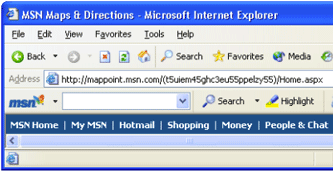 MSN Maps & Directions - Microsoft Internet Explorer
File Edit View Favorites Tools Help
Back Search Favorites Media
Address http://mappoint.msn.com/(t5uiem45ghc3eu55ppelzy55)/Home.aspx
msn Search Highlight
MSN Home | My MSN | Hotmail | Shopping | Money | People & Chat